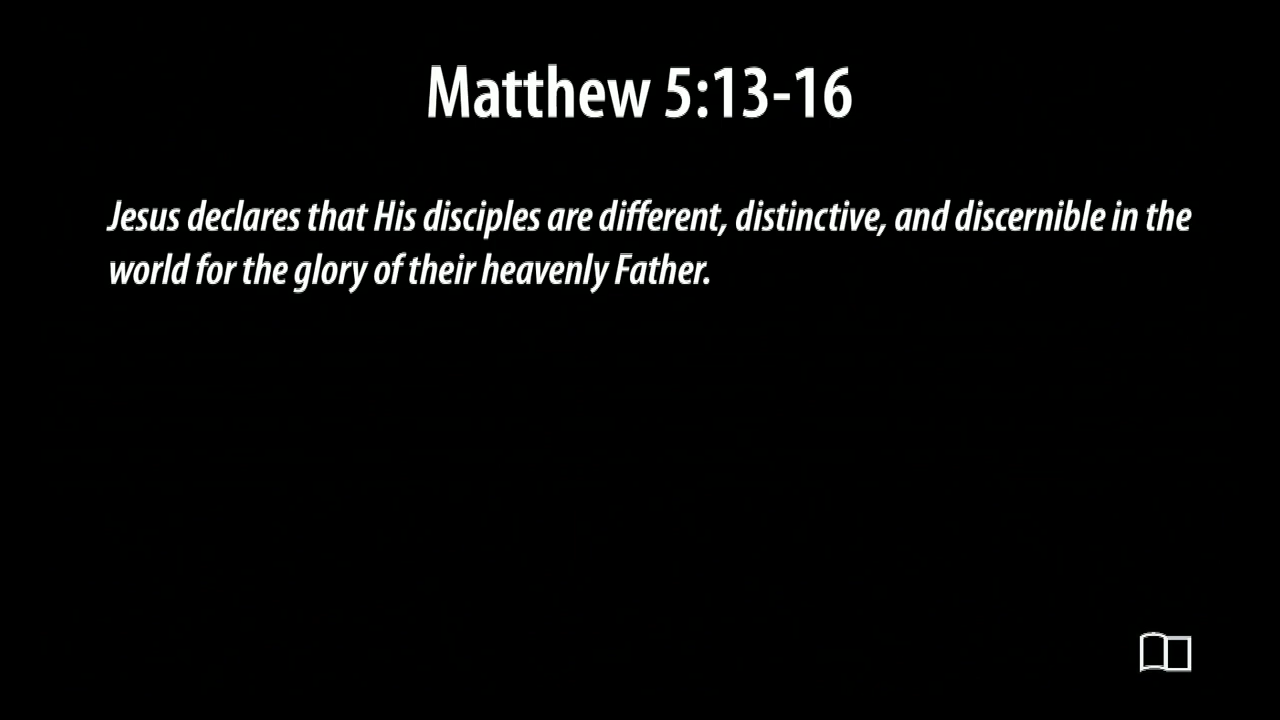 Matthew 5:13-16
Jesus declares that His disciples are different, distinctive, and discernible in the
world for the glory of their heavenly Father.